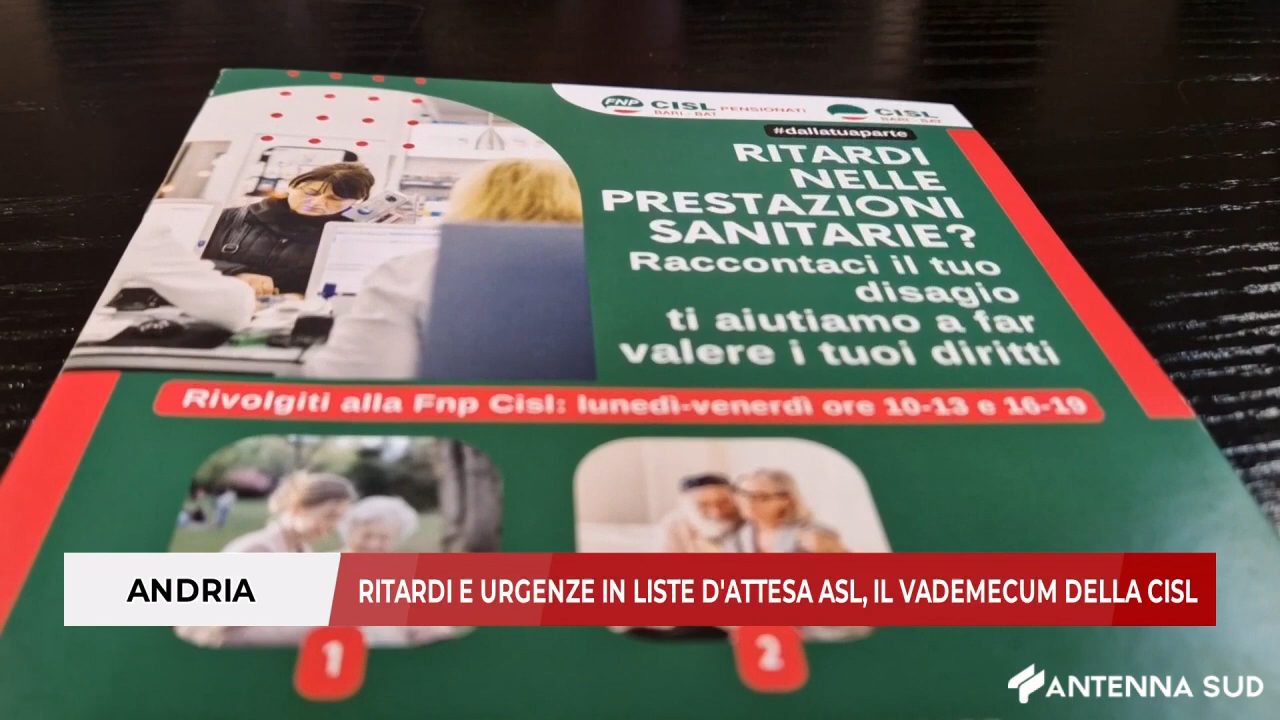 FNP CISL PENSIONATI
BARI - BAT
CISL
BARI - BAT
#dallatuaparte
RITARDI
NELLE
PRESTAZIONI
SANITARIE?
Raccontaci il tuo
disagio
ti aiutiamo a far
valere i tuoi diritti
Rivolgiti alla Fnp Cisl: lunedì-venerdì ore 10-13 e 16-19
ANDRIA
RITARDI E URGENZE IN LISTE D'ATTESA ASL, IL VADEMECUM DELLA CISL
1
2
ANTENNA SUD